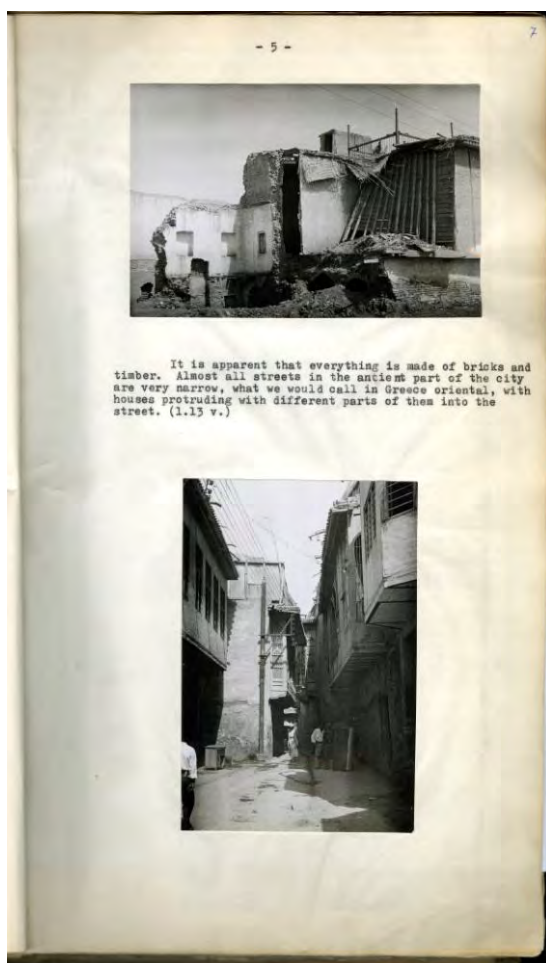 7
- 5 -
It is apparent that everything is made of bricks and
timber. Almost all streets in the ancient part of the city
are very narrow, what we would call in Greece oriental, with
houses protruding with different parts of them into the
street. (1.13 v.)